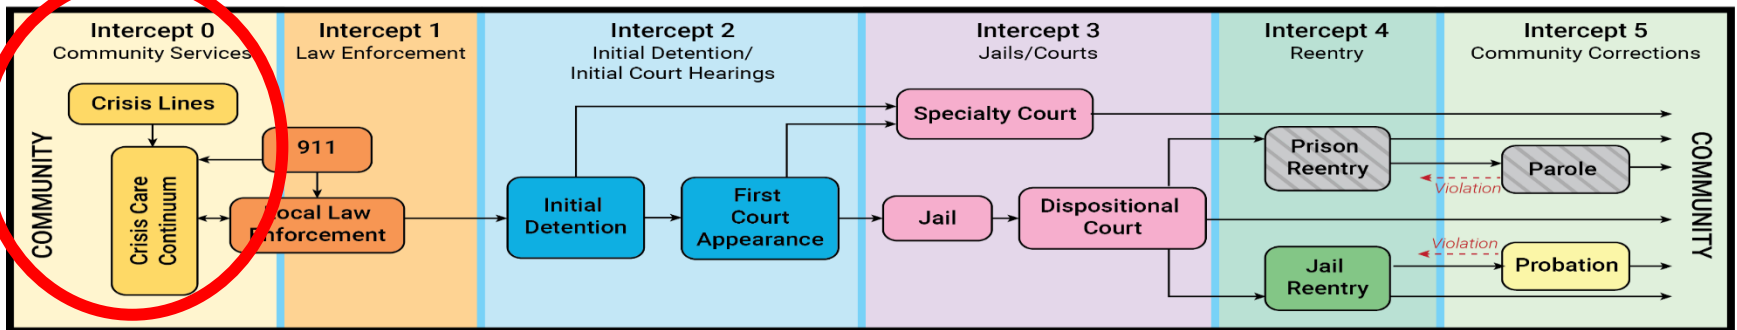 Intercept 0
Community Services
Intercept 1
Law Enforcement
Intercept 2
Initial Detention/
Initial Court Hearings
Intercept 3
Jails/Courts
Intercept 4
Reentry
Intercept 5
Community Corrections
COMMUNITY
Crisis Lines
Crisis Care
Continuum
911
Local Law
Enforcement
Initial
Detention
First
Court
Appearance
Specialty Court
Jail
Dispositional
Court
Prison
Reentry
Violation
Parole
Jail
Reentry
Violation
Probation
COMMUNITY